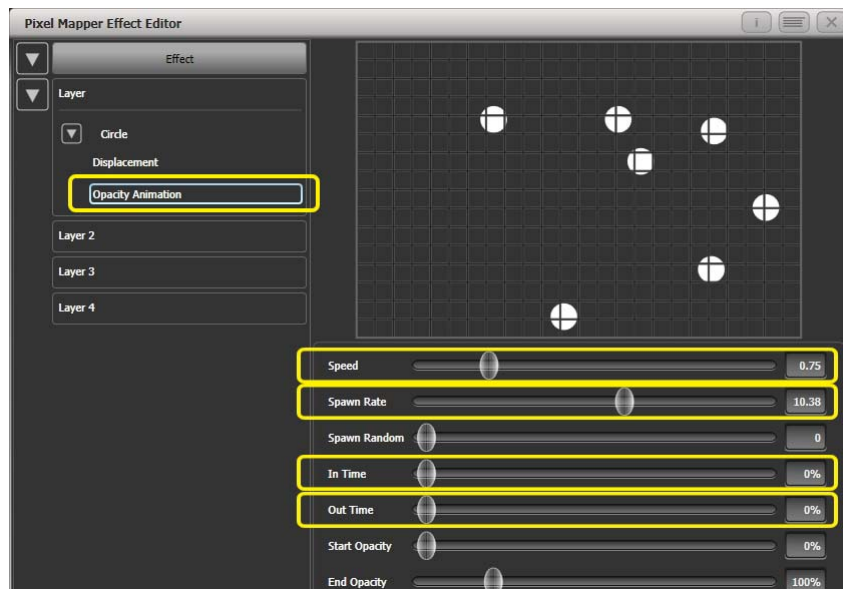 Pixel Mapper Effect Editor
i
Effect
Layer
Circle
Displacement
Opacity Animation
Layer 2
Layer 3
Layer 4
Speed 0.75
Spawn Rate 10.38
Spawn Random 0
In Time 0%
Out Time 0%
Start Opacity 0%
End Opacity 100%